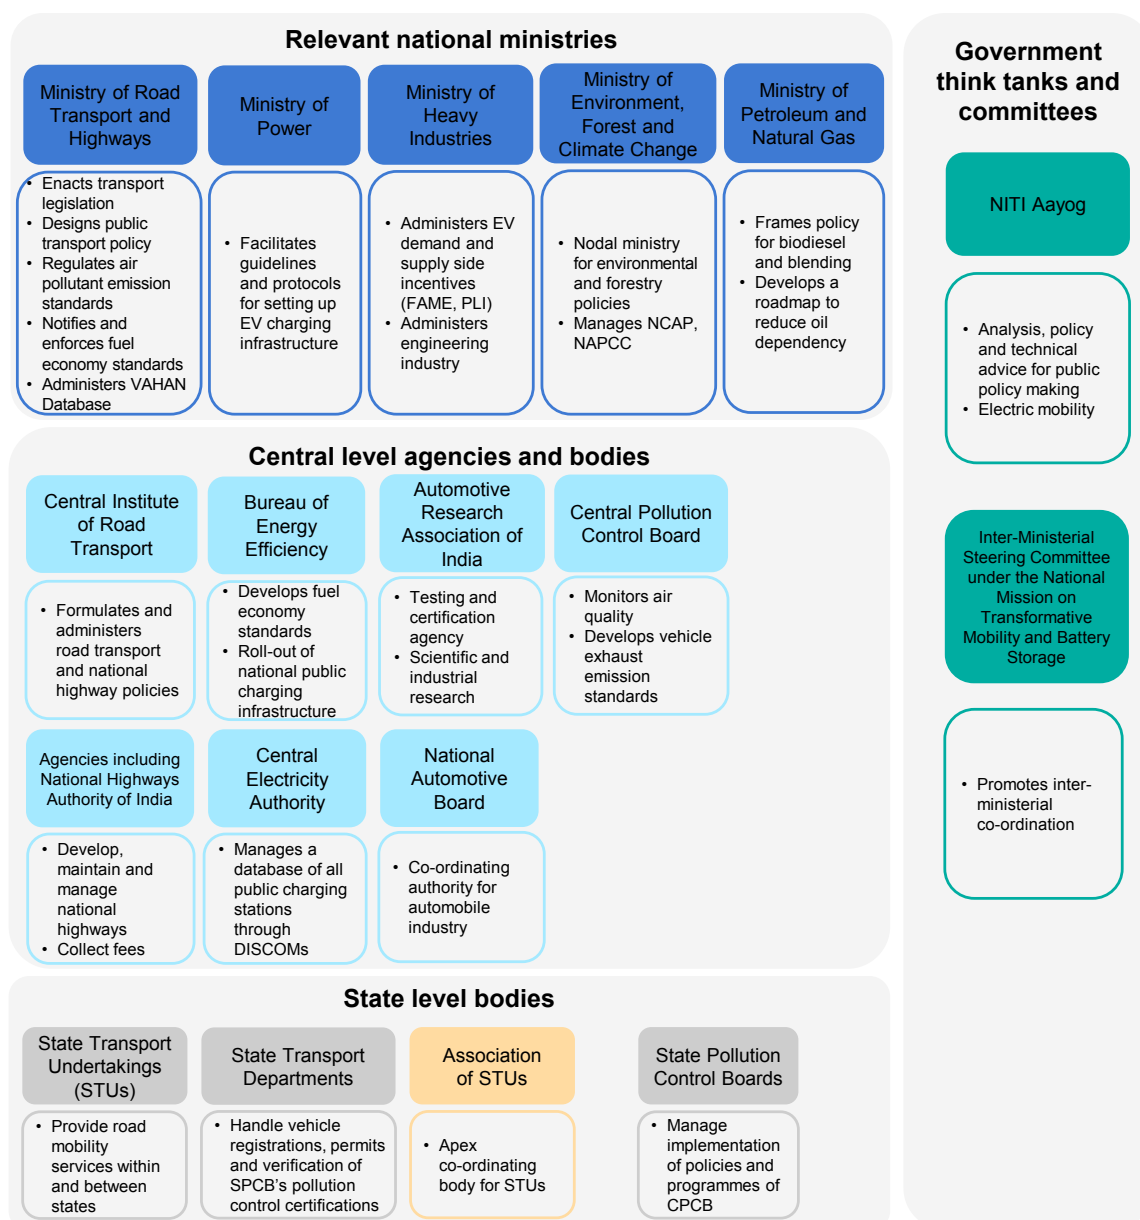 Relevant national ministries
Ministry of Road
Transport and
Highways
• Enacts transport
legislation
• Designs public
transport policy
• Regulates air
pollutant emission
standards
• Notifies and
enforces fuel
economy standards
• Administers VAHAN
Database
Ministry of
Power
• Facilitates
guidelines
and protocols
for setting up
EV charging
infrastructure
Ministry of
Heavy
Industries
• Administers EV
demand and
supply side
incentives
(FAME, PLI)
• Administers
engineering
industry
Ministry of
Environment,
Forest and
Climate Change
• Nodal ministry
for environmental
and forestry
policies
• Manages NCAP,
NAPCC
Ministry of
Petroleum and
Natural Gas
• Frames policy
for biodiesel
and blending
• Develops a
roadmap to
reduce oil
dependency
Central level agencies and bodies
Central Institute
of Road
Transport
• Formulates and
administers
road transport
and national
highway policies
Bureau of
Energy
Efficiency
• Develops fuel
economy
standards
• Roll-out of
national public
charging
infrastructure
Automotive
Research
Association of
India
• Testing and
certification
agency
• Scientific and
industrial
research
Central Pollution
Control Board
• Monitors air
quality
• Develops vehicle
exhaust
emission
standards
Agencies including
National Highways
Authority of India
• Develop,
maintain and
manage
national
highways
• Collect fees
Central
Electricity
Authority
• Manages a
database of all
public charging
stations
through
DISCOMs
National
Automotive
Board
• Co-ordinating
authority for
automobile
industry
State level bodies
State Transport
Undertakings
(STUs)
• Provide road
mobility
services within
and between
states
State Transport
Departments
• Handle vehicle
registrations, permits
and verification of
SPCB's pollution
control certifications
Association
of STUs
• Apex
co-ordinating
body for STUs
State Pollution
Control Boards
• Manage
implementation
of policies and
programmes of
CPCB
Government
think tanks and
committees
NITI Aayog
• Analysis, policy
and technical
advice for public
policy making
• Electric mobility
Inter-Ministerial
Steering Committee
under the National
Mission on
Transformative
Mobility and Battery
Storage
• Promotes inter-
ministerial
co-ordination